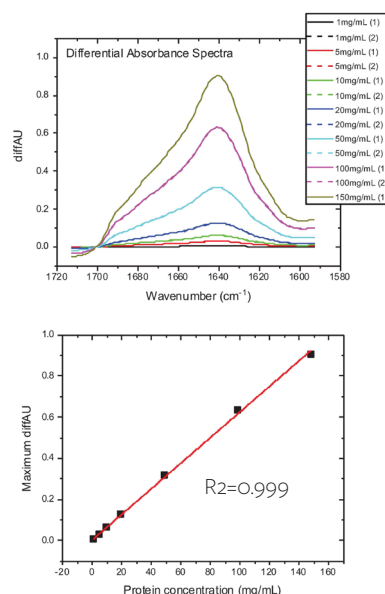 Differential Absorbance Spectra
1mg/mL (1)
1mg/mL (2)
5mg/mL (1)
5mg/mL (2)
10mg/mL (1)
10mg/mL (2)
20mg/mL (1)
20mg/mL (2)
50mg/mL (1)
50mg/mL (2)
100mg/mL (1
100mg/mL (2
150mg/mL (1
diffAU
1.0
0.8
0.6
0.4
0.2
0.0
1720 1700 1680 1660 1640 1620 1600 1580
Wavenumber (cm⁻¹)
Maximum diffAU
1.0
0.8
0.6
0.4
0.2
0.0
R2=0.999
-20 0 20 40 60 80 100 120 140 160
Protein concentration (mg/mL)